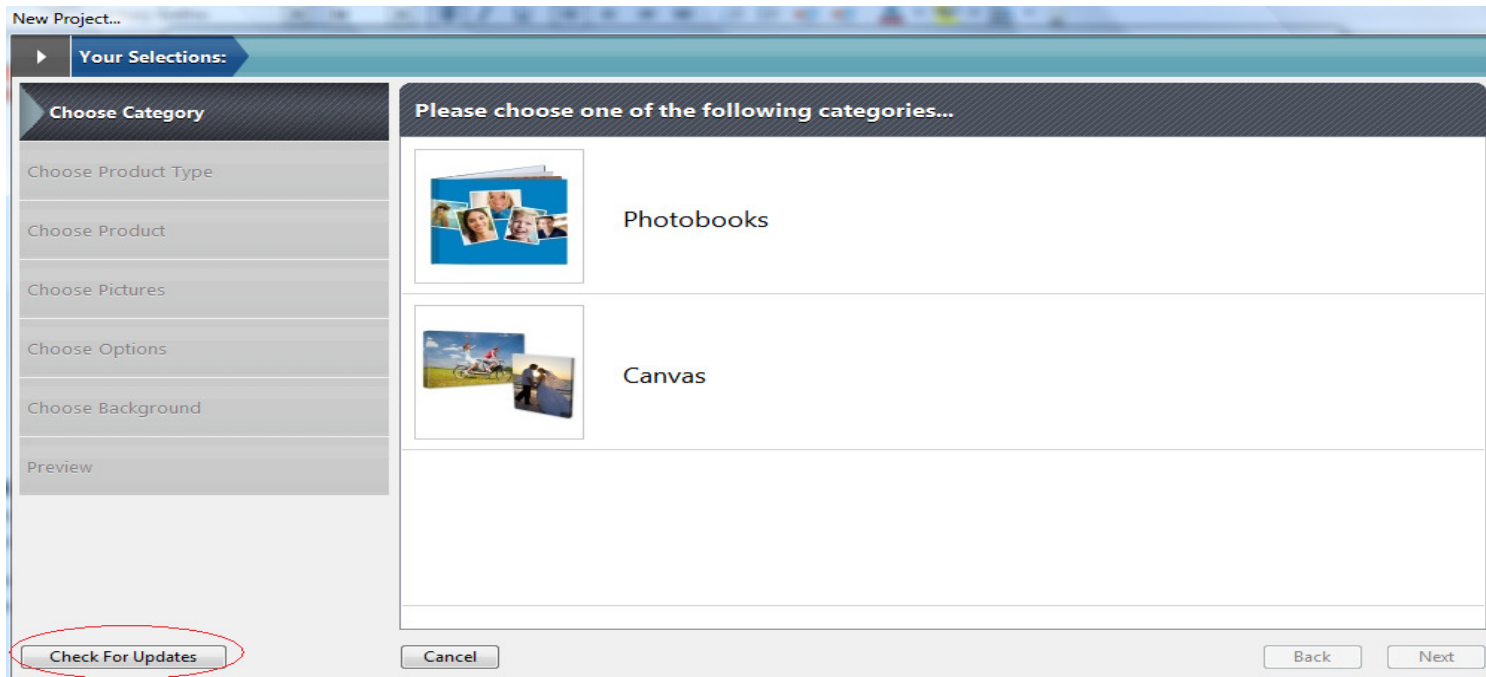 New Project...
Your Selections:
Choose Category
Choose Product Type
Choose Product
Choose Pictures
Choose Options
Choose Background
Preview
Please choose one of the following categories...
Photobooks
Canvas
Check For Updates
Cancel
Back
Next